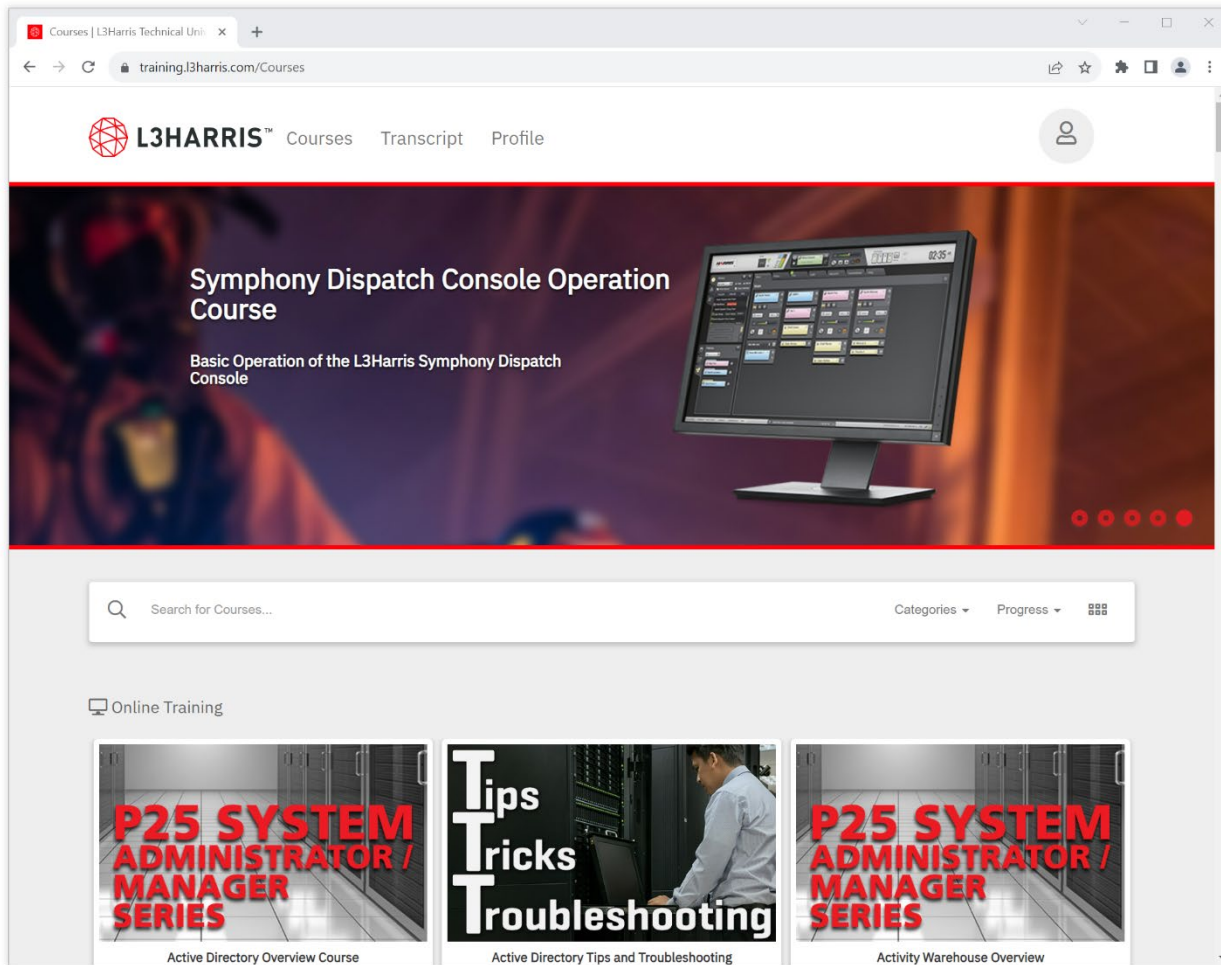 Courses | L3Harris Technical Uni
training.l3harris.com/Courses
L3HARRIS™ Courses Transcript Profile
Symphony Dispatch Console Operation
Course
Basic Operation of the L3Harris Symphony Dispatch
Console
02:35
Search for Courses...
Categories
Progress
Online Training
P25 SYSTEM
ADMINISTRATOR /
MANAGER
SERIES
Active Directory Overview Course
Tips
Tricks
Troubleshooting
Active Directory Tips and Troubleshooting
P25 SYSTEM
ADMINISTRATOR /
MANAGER
SERIES
Activity Warehouse Overview